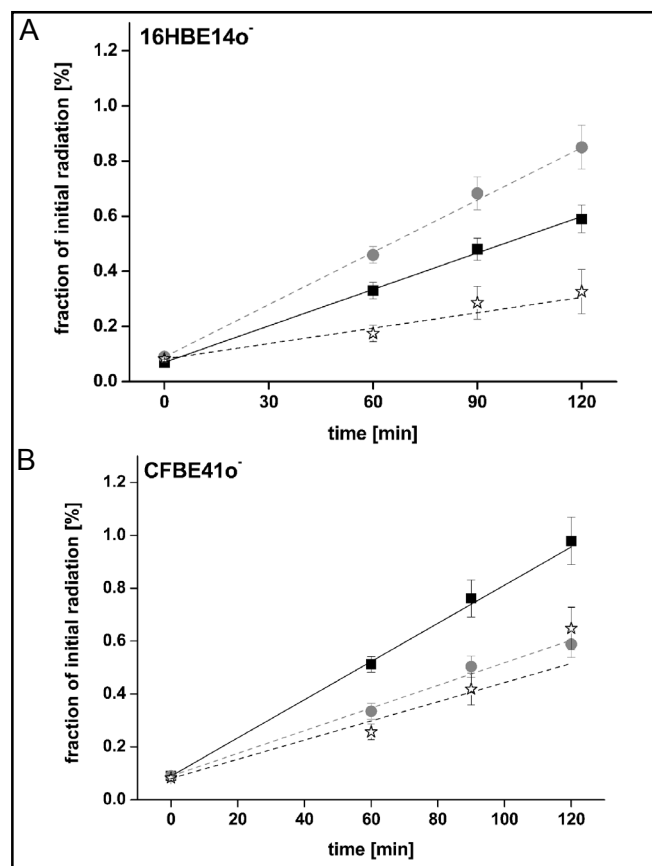 A
16HBE14o⁻
fraction of initial radiation [%]
1.2
1.0
0.8
0.6
0.4
0.2
0.0
0 30 60 90 120
time [min]
B
CFBE41o⁻
fraction of initial radiation [%]
1.2
1.0
0.8
0.6
0.4
0.2
0.0
0 20 40 60 80 100 120
time [min]